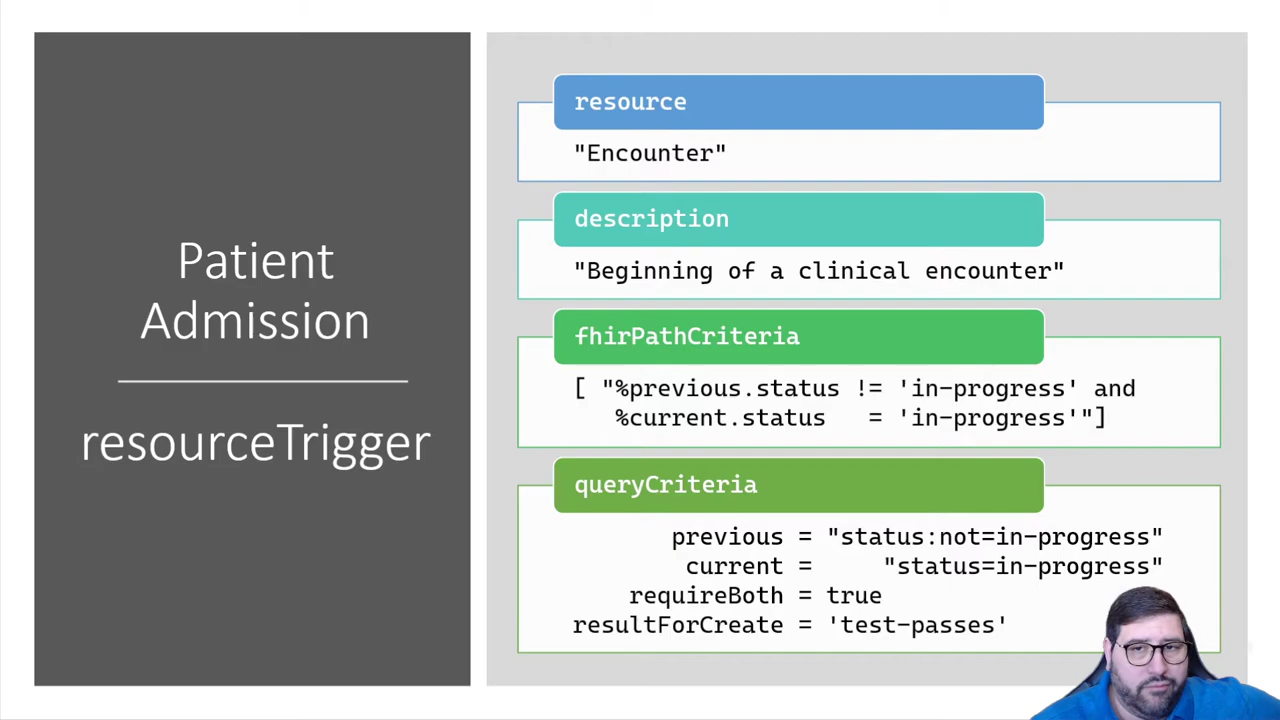 Patient
Admission
resourceTrigger
resource
"Encounter"
description
"Beginning of a clinical encounter"
fhirPathCriteria
[ "%previous.status != 'in-progress' and
%current.status = 'in-progress'"]
queryCriteria
previous = "status:not=in-progress"
current = "status=in-progress"
requireBoth = true
resultForCreate = 'test-passes'